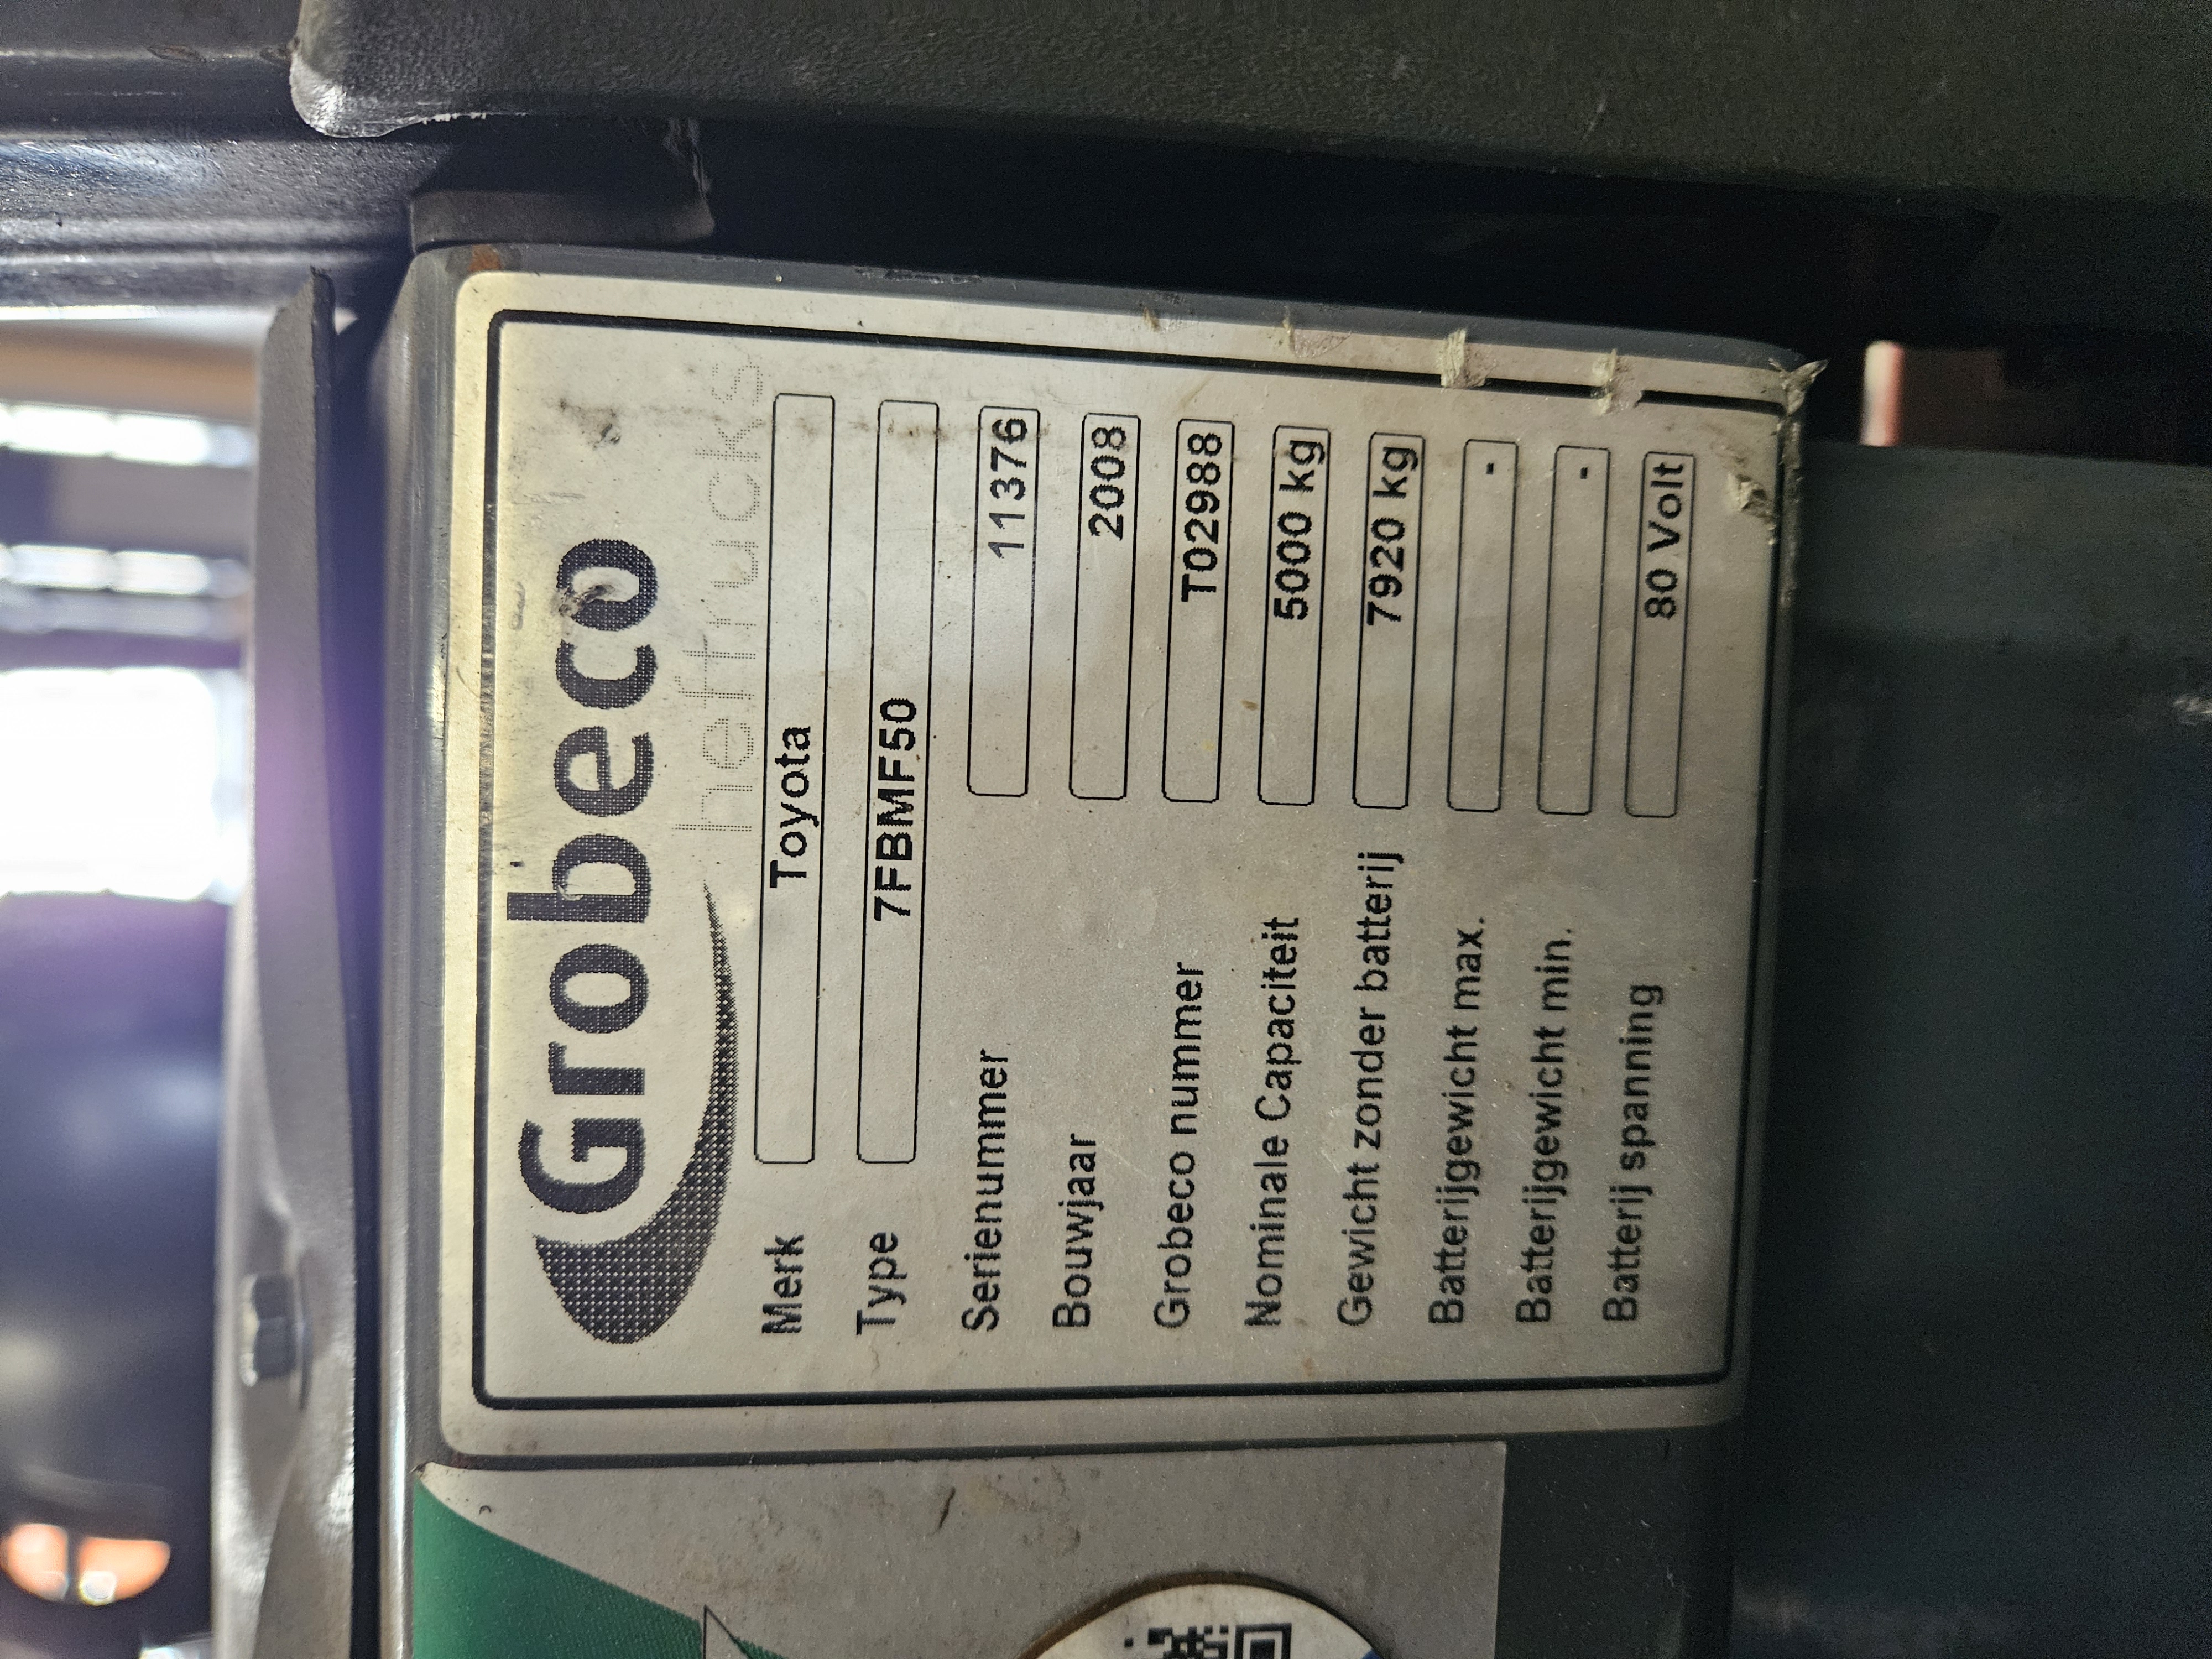 Grobeco
heftrucks
Merk Toyota
Type 7FBMF50
Serienummer 11376
Bouwjaar 2008
Grobeco nummer T02988
Nominale Capaciteit 5000 kg
Gewicht zonder batterij 7920 kg
Batterijgewicht max. -
Batterijgewicht min. -
Batterij spanning 80 Volt